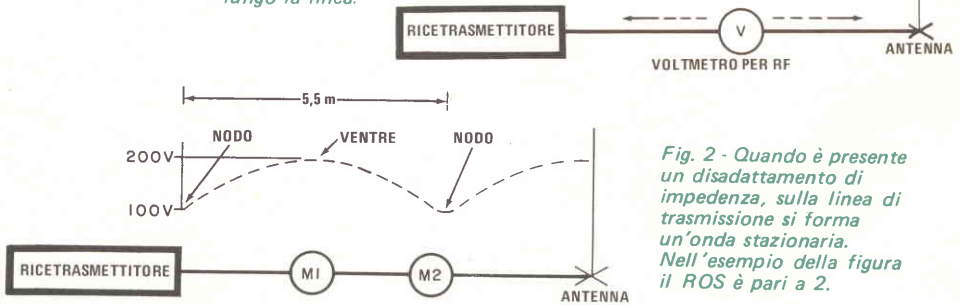 lungo la linea.
RICETRASMETTITORE
V
ANTENNA
VOLTMETRO PER RF
5,5 m
NODO
VENTRE
NODO
200V
100V
RICETRASMETTITORE
M1
M2
ANTENNA
Fig. 2 - Quando è presente
un disadattamento di
impedenza, sulla linea di
trasmissione si forma
un'onda stazionaria.
Nell'esempio della figura
il ROS è pari a 2.